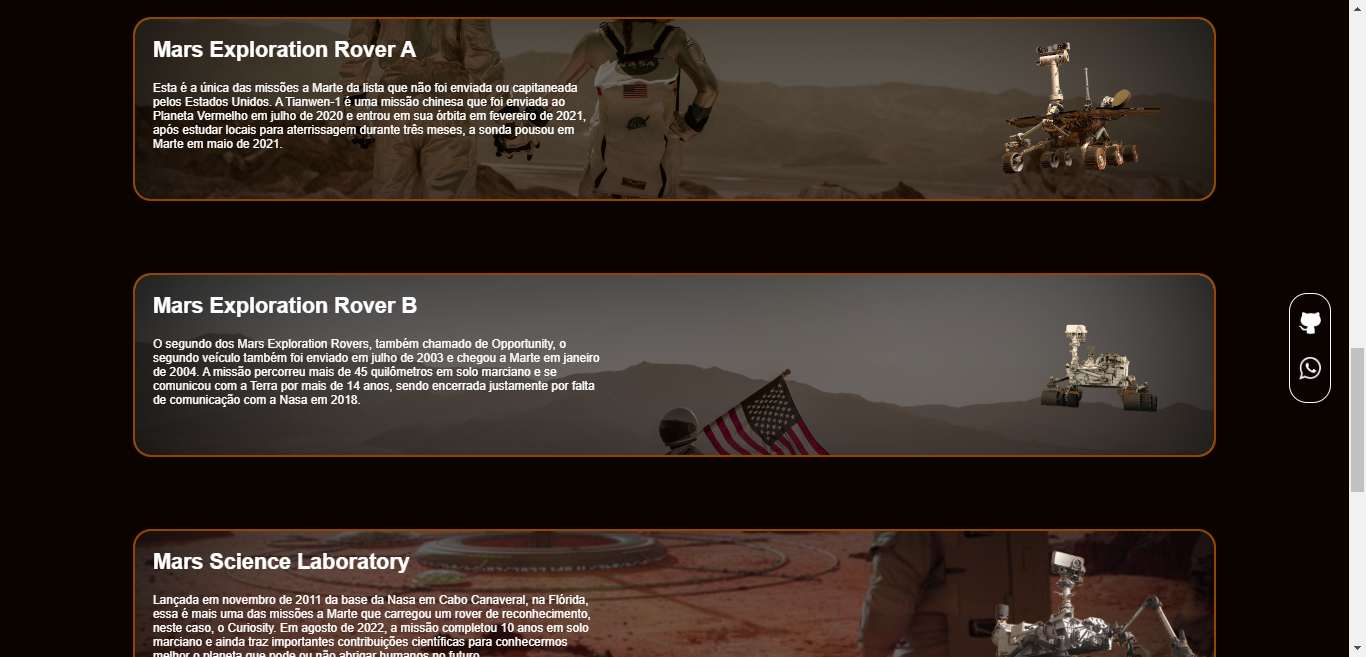 Mars Exploration Rover A
Esta é a única das missões a Marte da lista que não foi enviada ou capitaneada
pelos Estados Unidos. A Tianwen-1 é uma missão chinesa que foi enviada ao
Planeta Vermelho em julho de 2020 e entrou em sua órbita em fevereiro de 2021,
após estudar locais para aterrissagem durante três meses, a sonda pousou em
Marte em maio de 2021.
NASA
Mars Exploration Rover B
O segundo dos Mars Exploration Rovers, também chamado de Opportunity, o
segundo veículo também foi enviado em julho de 2003 e chegou a Marte em janeiro
de 2004. A missão percorreu mais de 45 quilômetros em solo marciano e se
comunicou com a Terra por mais de 14 anos, sendo encerrada justamente por falta
de comunicação com a Nasa em 2018.
Mars Science Laboratory
Lançada em novembro de 2011 da base da Nasa em Cabo Canaveral, na Flórida,
essa é mais uma das missões a Marte que carregou um rover de reconhecimento,
neste caso, o Curiosity. Em agosto de 2022, a missão completou 10 anos em solo
marciano e ainda traz importantes contribuições científicas para conhecermos
melhor o planeta que pode ou não abrigar humanos no futuro.